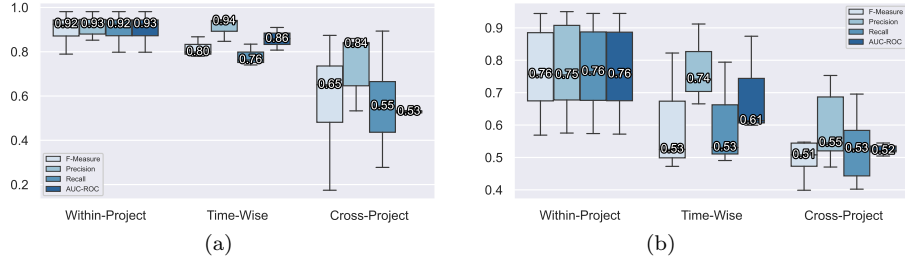 1.0
0.8
0.6
0.4
0.2
0.92
0.93
0.92
0.93
0.80
0.94
0.76
0.86
0.65
0.84
0.55
0.53
F-Measure
Precision
Recall
AUC-ROC
Within-Project
Time-Wise
Cross-Project
(a)
0.9
0.8
0.7
0.6
0.5
0.4
0.76
0.75
0.76
0.76
0.53
0.74
0.53
0.61
0.51
0.55
0.53
0.52
F-Measure
Precision
Recall
AUC-ROC
Within-Project
Time-Wise
Cross-Project
(b)